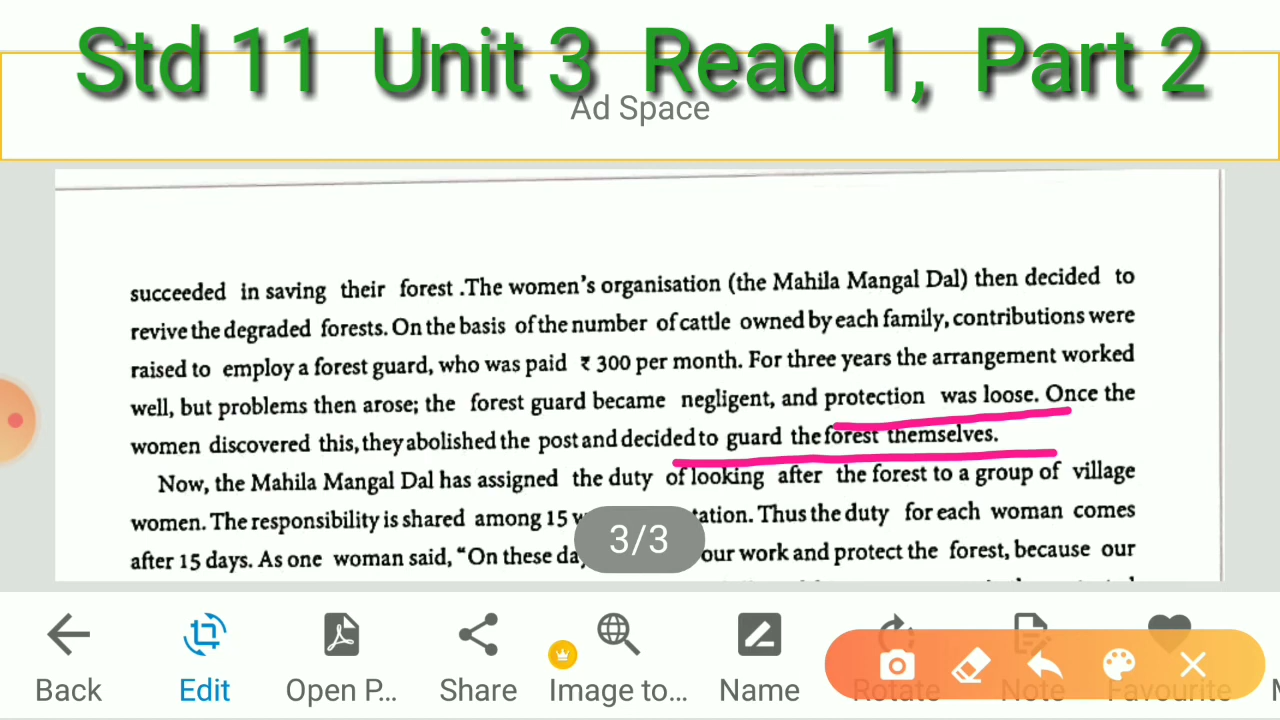 Std 11 Unit 3 Read 1, Part 2
Ad Space
succeeded in saving their forest .The women's organisation (the Mahila Mangal Dal) then decided to
revive the degraded forests. On the basis of the number of cattle owned by each family, contributions were
raised to employ a forest guard, who was paid ₹ 300 per month. For three years the arrangement worked
well, but problems then arose; the forest guard became negligent, and protection was loose. Once the
women discovered this, they abolished the post and decided to guard the forest themselves.
Now, the Mahila Mangal Dal has assigned the duty of looking after the forest to a group of village
women. The responsibility is shared among 15 tation. Thus the duty for each woman comes
3/3
after 15 days. As one woman said, "On these da our work and protect the forest, because our
Back Edit Open P... Share Image to... Name Rotate Note Favourite